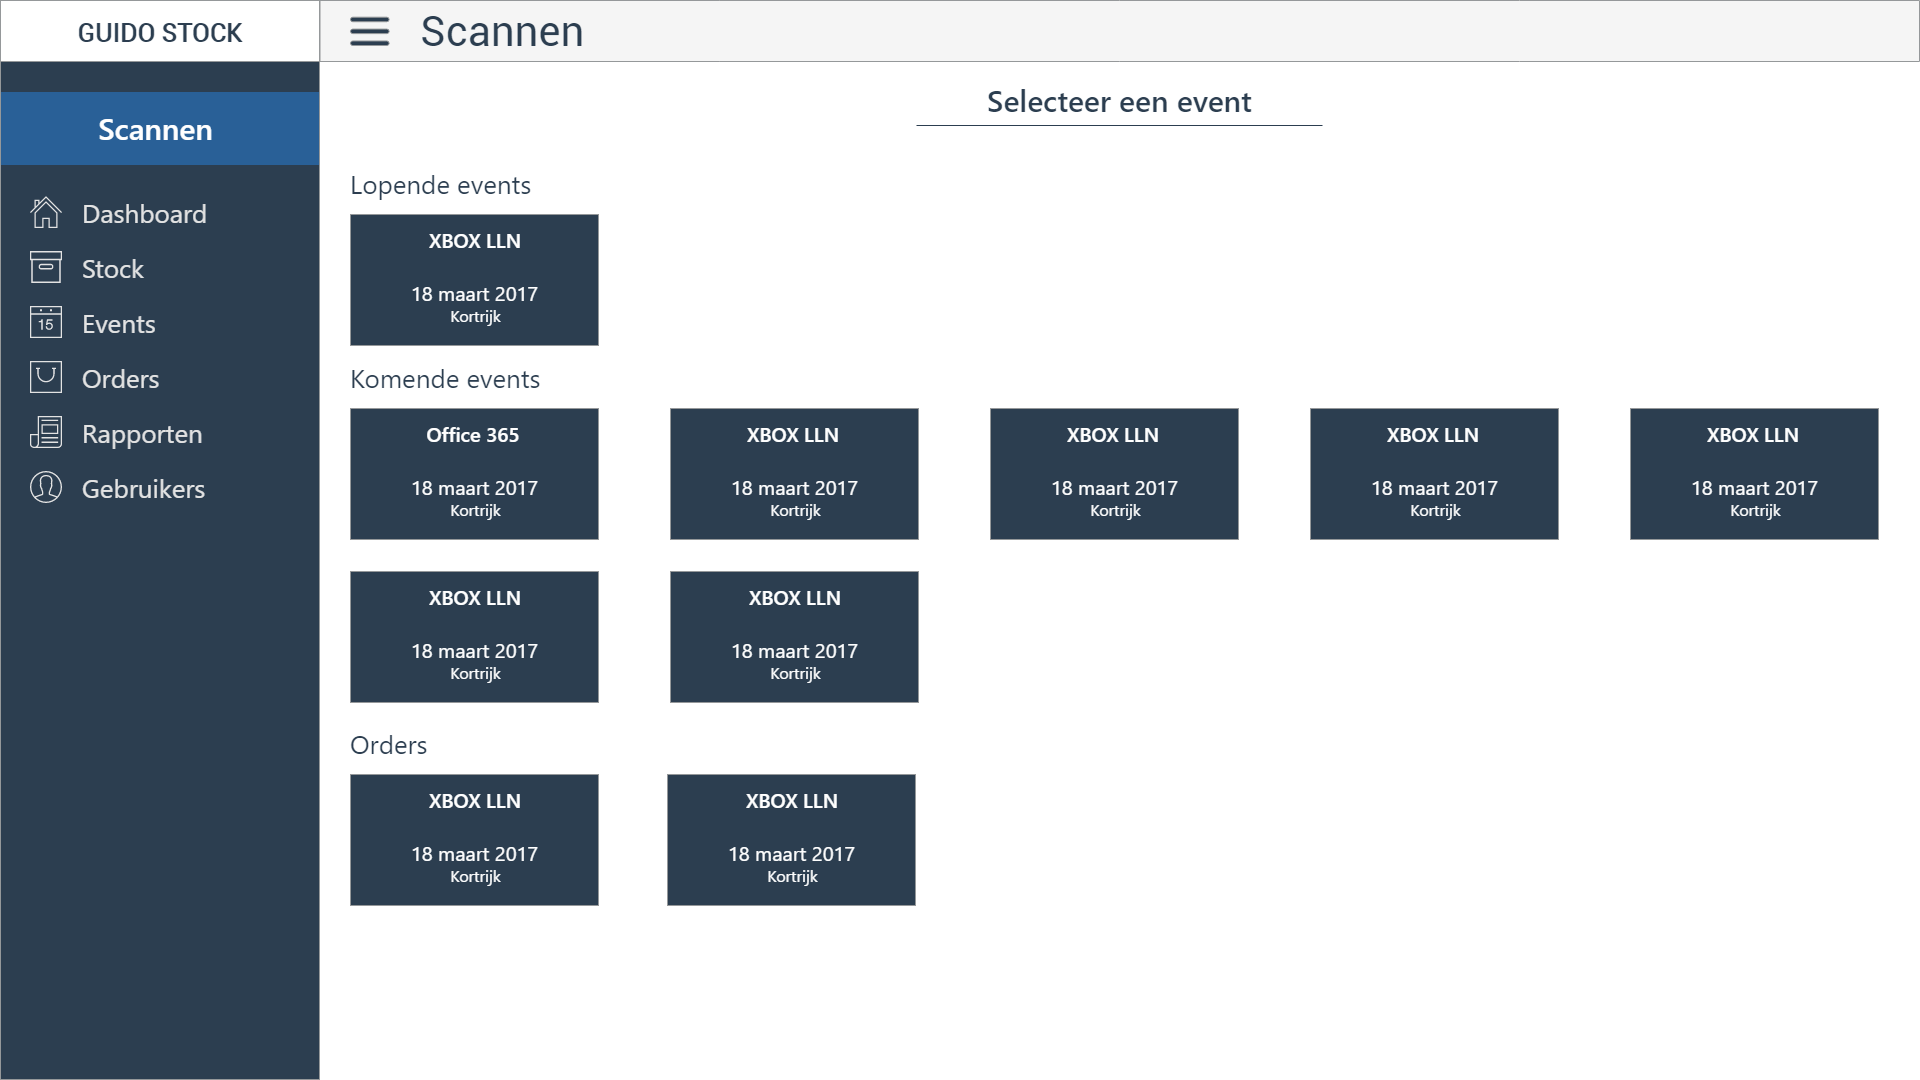 GUIDO STOCK
Scannen
Scannen
Dashboard
Stock
15
Events
Orders
Rapporten
Gebruikers
Selecteer een event
Lopende events
XBOX LLN
18 maart 2017
Kortrijk
Komende events
Office 365
18 maart 2017
Kortrijk
XBOX LLN
18 maart 2017
Kortrijk
XBOX LLN
18 maart 2017
Kortrijk
XBOX LLN
18 maart 2017
Kortrijk
XBOX LLN
18 maart 2017
Kortrijk
XBOX LLN
18 maart 2017
Kortrijk
XBOX LLN
18 maart 2017
Kortrijk
Orders
XBOX LLN
18 maart 2017
Kortrijk
XBOX LLN
18 maart 2017
Kortrijk